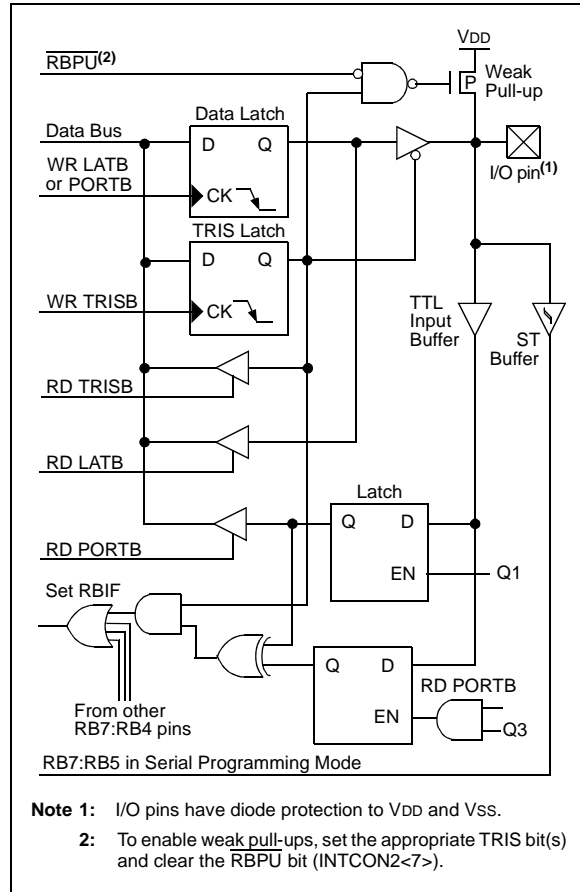 VDD
RBPU(2)
P
Weak
Pull-up
Data Latch
Data Bus
D Q
WR LATB
or PORTB
CK
I/O pin(1)
TRIS Latch
D Q
WR TRISB
CK
TTL
Input
Buffer
ST
Buffer
RD TRISB
RD LATB
Latch
Q D
RD PORTB
EN
Q1
Set RBIF
Q D
RD PORTB
EN
Q3
From other
RB7:RB4 pins
RB7:RB5 in Serial Programming Mode
Note 1: I/O pins have diode protection to VDD and VSS.
2: To enable weak pull-ups, set the appropriate TRIS bit(s)
and clear the RBPU bit (INTCON2<7>).